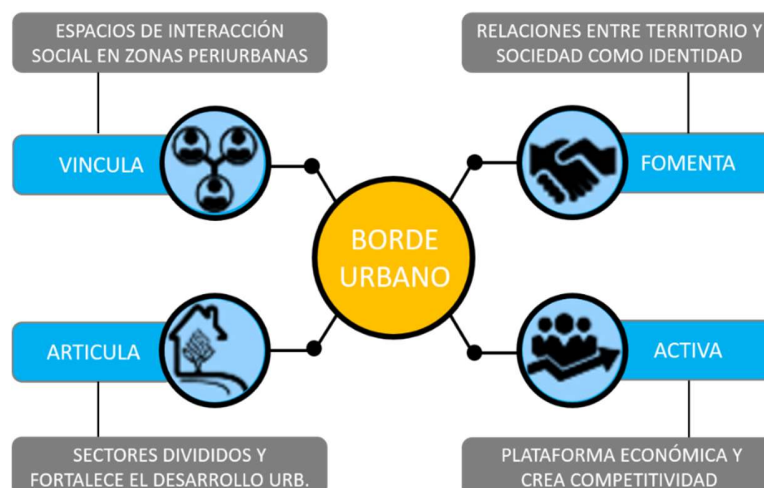 ESPACIOS DE INTERACCIÓN
SOCIAL EN ZONAS PERIURBANAS
VINCULA
RELACIONES ENTRE TERRITORIO Y
SOCIEDAD COMO IDENTIDAD
FOMENTA
BORDE
URBANO
ARTICULA
SECTORES DIVIDIDOS Y
FORTALECE EL DESARROLLO URB.
ACTIVA
PLATAFORMA ECONÓMICA Y
CREA COMPETITIVIDAD